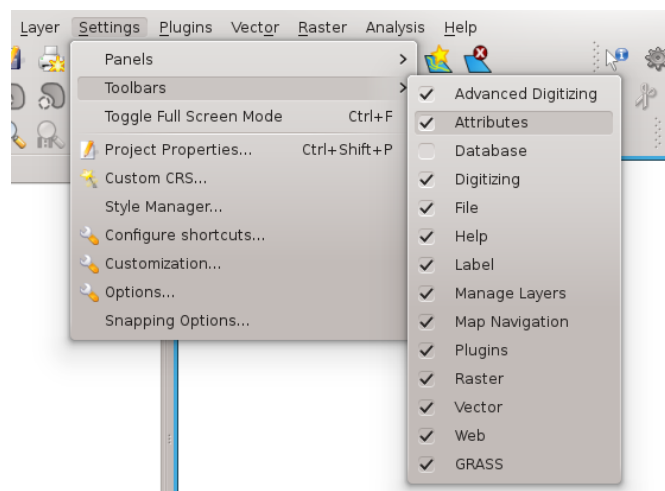 Layer Settings Plugins Vector Raster Analysis Help
Panels
Toolbars
Toggle Full Screen Mode Ctrl+F
Project Properties... Ctrl+Shift+P
Custom CRS...
Style Manager...
Configure shortcuts...
Customization...
Options...
Snapping Options...
Advanced Digitizing
Attributes
Database
Digitizing
File
Help
Label
Manage Layers
Map Navigation
Plugins
Raster
Vector
Web
GRASS